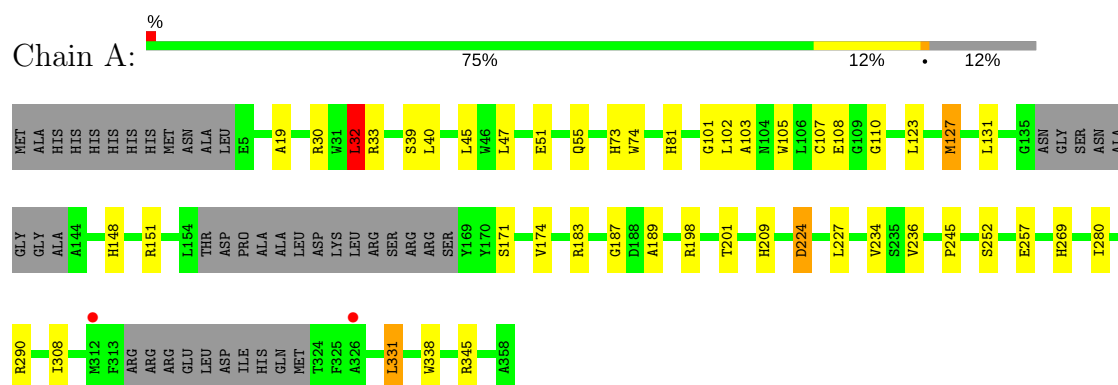 %
Chain A:
75% 12% • 12%
MET ALA HIS HIS HIS HIS HIS HIS MET ASN ALA LEU E5 A19 R30 W31 L32 R33 S39 L40 L45 W46 L47 E51 Q55 H73 W74 H81 G101 L102 A103 N104 W105 L106 C107 E108 G109 G110 L123 M127 L131 G135 ASN GLY SER ASN ALA
GLY GLY ALA A144 H148 R151 L154 THR ASP PRO ALA ALA LEU ASP LYS LEU ARG SER ARG ARG SER Y169 Y170 S171 V174 R183 G187 D188 A189 R198 T201 H209 D224 L227 V234 S235 V236 P245 S252 E257 H269 I280
R290 I308 M312 F313 ARG ARG ARG GLU LEU ASP ILE HIS GLN MET T324 F325 A326 L331 W338 R345 A358